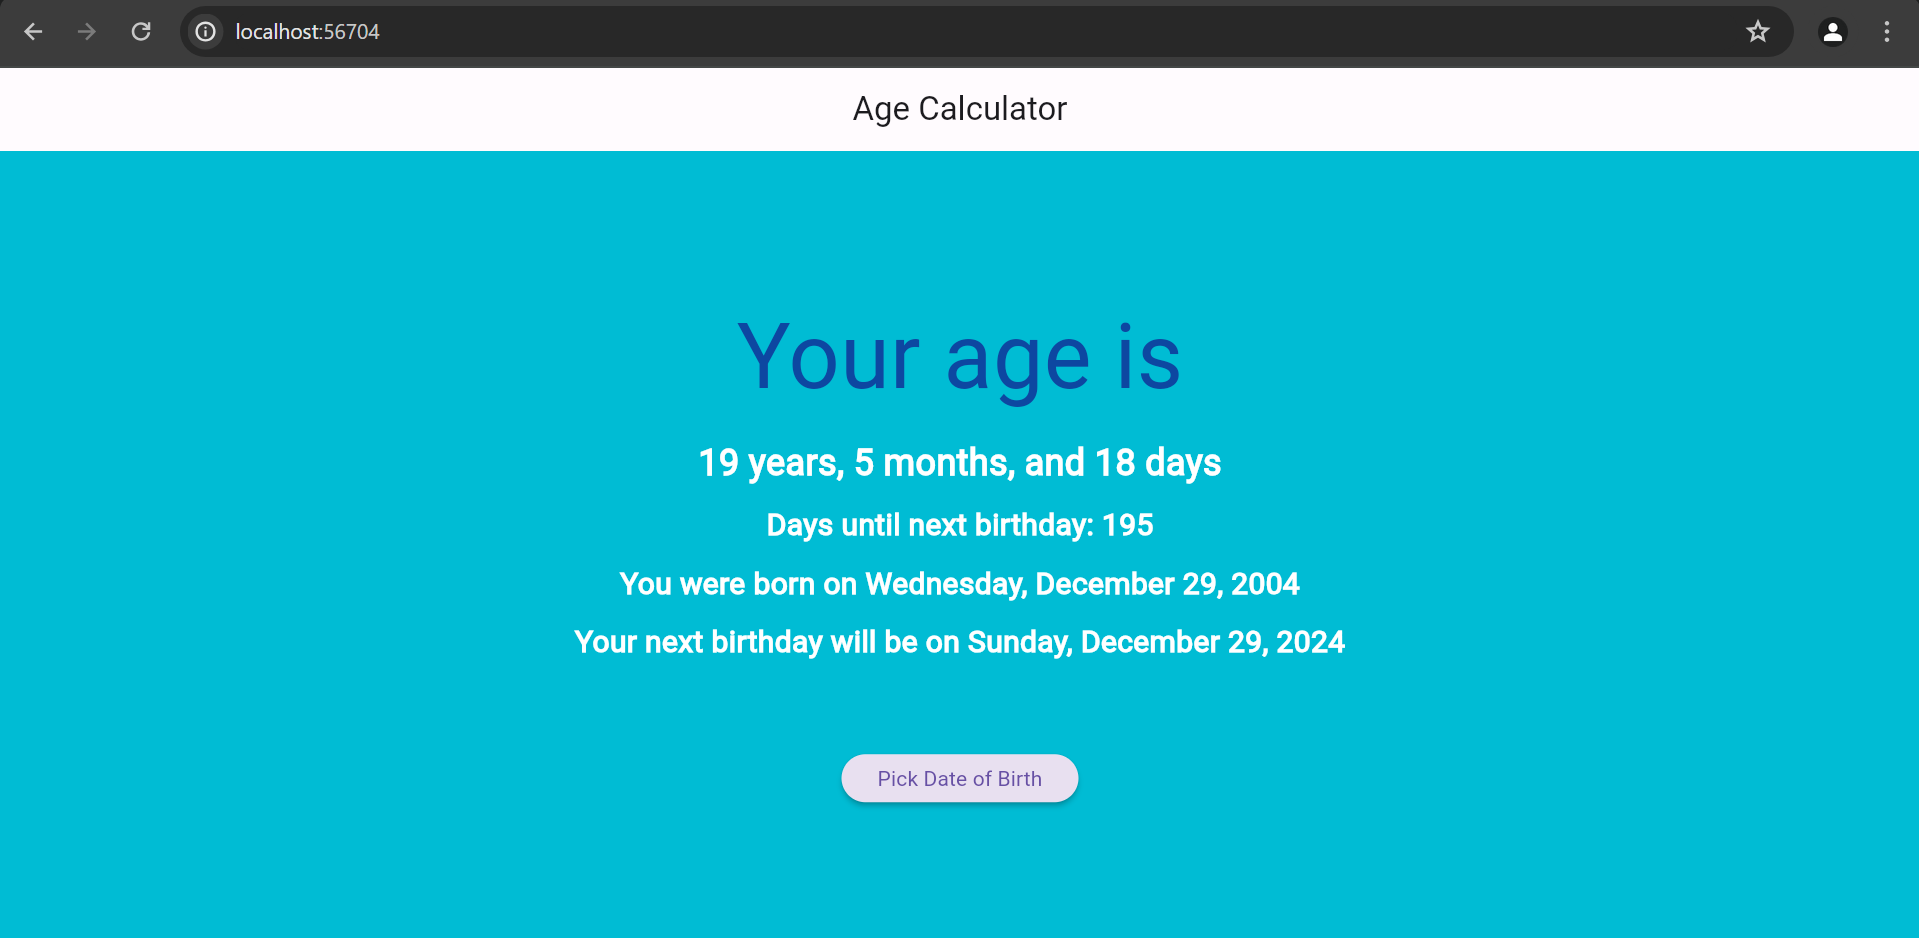 localhost:56704
Age Calculator
Your age is
19 years, 5 months, and 18 days
Days until next birthday: 195
You were born on Wednesday, December 29, 2004
Your next birthday will be on Sunday, December 29, 2024
Pick Date of Birth